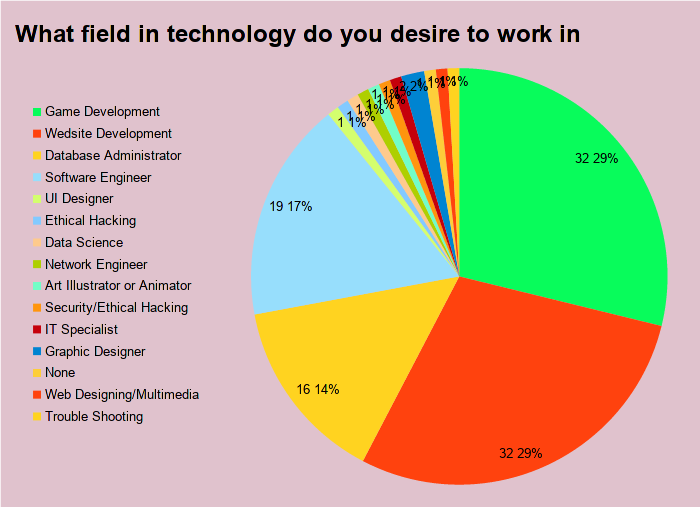 What field in technology do you desire to work in
Game Development
Wedsite Development
Database Administrator
Software Engineer
UI Designer
Ethical Hacking
Data Science
Network Engineer
Art Illustrator or Animator
Security/Ethical Hacking
IT Specialist
Graphic Designer
None
Web Designing/Multimedia
Trouble Shooting
32 29%
32 29%
16 14%
19 17%
2 2%